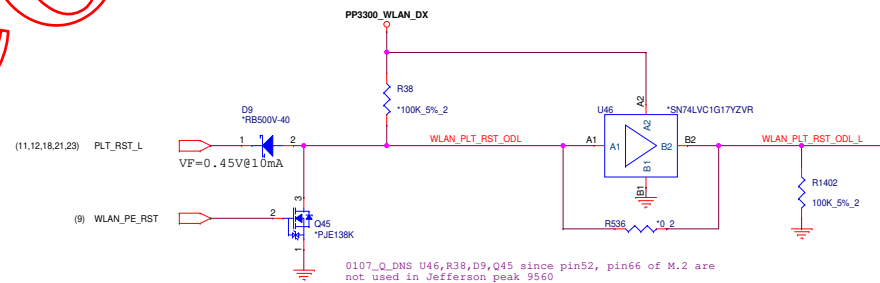 PP3300_WLAN_DX
R38
*100K_5%_2
U46
*SN74LVC1G17YZVR
A2
A2
D9
*RB500V-40
(11,12,18,21,23) PLT_RST_L
1
2
WLAN_PLT_RST_ODL
A1
A1
B2
B2
WLAN_PLT_RST_ODL_L
VF=0.45V@10mA
B1
B1
R1402
100K_5%_2
3
(9) WLAN_PE_RST
2
Q45
*PJE138K
1
R536
*0_2
0107_Q_DNS U46,R38,D9,Q45 since pin52, pin66 of M.2 are
not used in Jefferson peak 9560